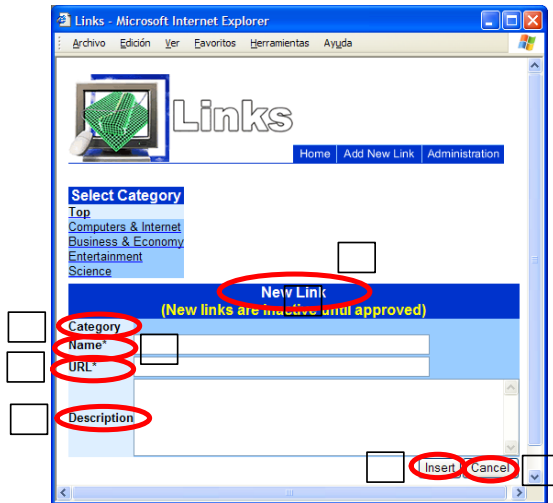 Links - Microsoft Internet Explorer
Archivo Edición Ver Favoritos Herramientas Ayuda
Links
Home Add New Link Administration
Select Category
Top
Computers & Internet
Business & Economy
Entertainment
Science
New Link
(New links are inactive until approved)
Category
Name*
URL*
Description
Insert Cancel